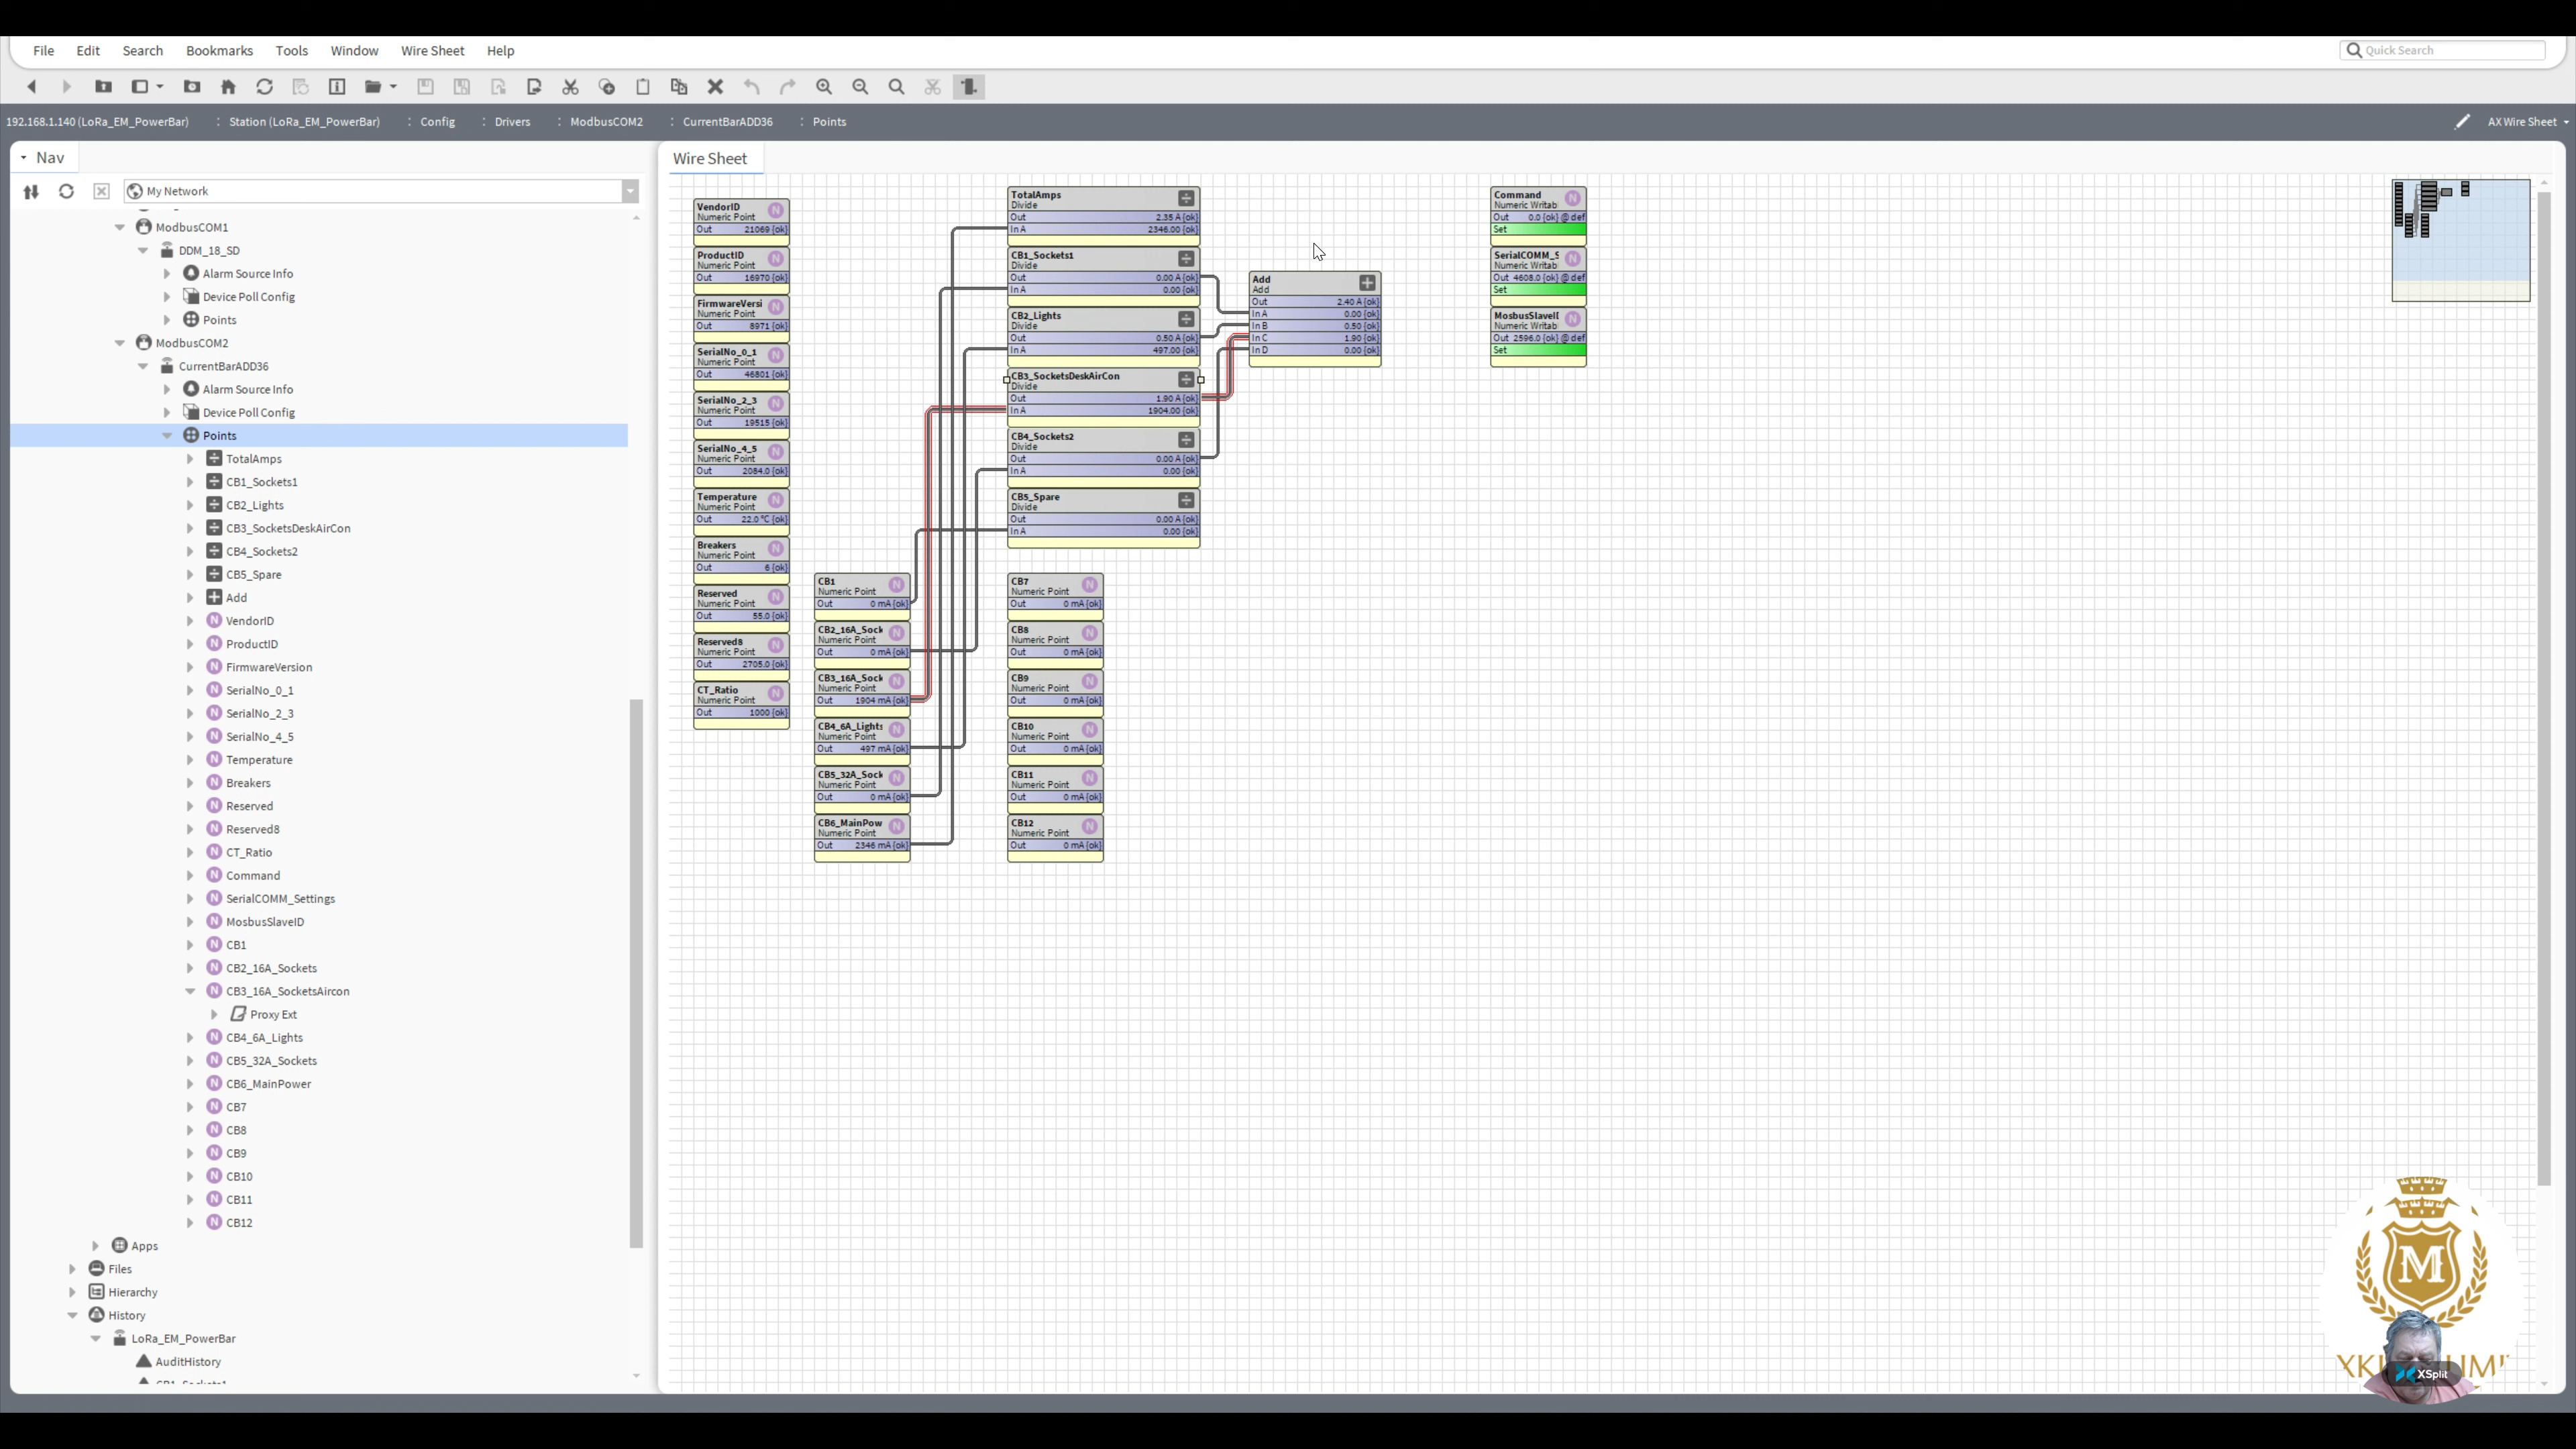 File Edit Search Bookmarks Tools Window Wire Sheet Help
Quick Search
192.168.1.140 (LoRa_EM_PowerBar) : Station (LoRa_EM_PowerBar) : Config : Drivers : ModbusCOM2 : CurrentBarADD36 : Points
AX Wire Sheet
Nav
My Network
ModbusCOM1
DDM_18_SD
Alarm Source Info
Device Poll Config
Points
ModbusCOM2
CurrentBarADD36
Alarm Source Info
Device Poll Config
Points
TotalAmps
CB1_Sockets1
CB2_Lights
CB3_SocketsDeskAirCon
CB4_Sockets2
CB5_Spare
Add
VendorID
ProductID
FirmwareVersion
SerialNo_0_1
SerialNo_2_3
SerialNo_4_5
Temperature
Breakers
Reserved
Reserved8
CT_Ratio
Command
SerialCOMM_Settings
MosbusSlaveID
CB1
CB2_16A_Sockets
CB3_16A_SocketsAircon
Proxy Ext
CB4_6A_Lights
CB5_32A_Sockets
CB6_MainPower
CB7
CB8
CB9
CB10
CB11
CB12
Apps
Files
Hierarchy
History
LoRa_EM_PowerBar
AuditHistory
Wire Sheet
VendorID
Numeric Point
Out 21069 {ok}
ProductID
Numeric Point
Out 16970 {ok}
FirmwareVersi
Numeric Point
Out 8971 {ok}
SerialNo_0_1
Numeric Point
Out 46801 {ok}
SerialNo_2_3
Numeric Point
Out 19515 {ok}
SerialNo_4_5
Numeric Point
Out 2084.0 {ok}
Temperature
Numeric Point
Out 22.0 °C {ok}
Breakers
Numeric Point
Out 6 {ok}
Reserved
Numeric Point
Out 55.0 {ok}
Reserved8
Numeric Point
Out 2705.0 {ok}
CT_Ratio
Numeric Point
Out 1000 {ok}
CB1
Numeric Point
Out 0 mA {ok}
CB2_16A_Sock
Numeric Point
Out 0 mA {ok}
CB3_16A_Sock
Numeric Point
Out 1904 mA {ok}
CB4_6A_Lights
Numeric Point
Out 497 mA {ok}
CB5_32A_Sock
Numeric Point
Out 0 mA {ok}
CB6_MainPow
Numeric Point
Out 2346 mA {ok}
TotalAmps
Divide
Out 2.35 A {ok}
In A 2346.00 {ok}
CB1_Sockets1
Divide
Out 0.00 A {ok}
In A 0.00 {ok}
CB2_Lights
Divide
Out 0.50 A {ok}
In A 497.00 {ok}
CB3_SocketsDeskAirCon
Divide
Out 1.90 A {ok}
In A 1904.00 {ok}
CB4_Sockets2
Divide
Out 0.00 A {ok}
In A 0.00 {ok}
CB5_Spare
Divide
Out 0.00 A {ok}
In A 0.00 {ok}
CB7
Numeric Point
Out 0 mA {ok}
CB8
Numeric Point
Out 0 mA {ok}
CB9
Numeric Point
Out 0 mA {ok}
CB10
Numeric Point
Out 0 mA {ok}
CB11
Numeric Point
Out 0 mA {ok}
CB12
Numeric Point
Out 0 mA {ok}
Add
Add
Out 2.40 A {ok}
In A 0.00 {ok}
In B 0.50 {ok}
In C 1.90 {ok}
In D 0.00 {ok}
Command
Numeric Writab
Out 0.0 {ok} @ def
Set
SerialCOMM_S
Numeric Writab
Out 4608.0 {ok} @ def
Set
MosbusSlaveI
Numeric Writab
Out 2596.0 {ok} @ def
Set
M
XSplit